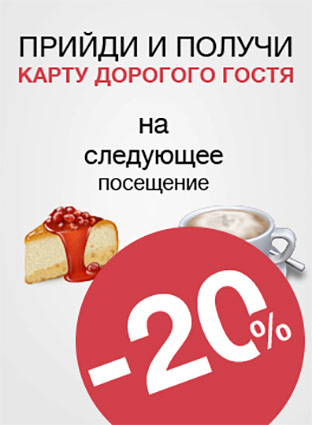 ПРИЙДИ И ПОЛУЧИ
КАРТУ ДОРОГОГО ГОСТЯ
на
следующее
посещение
-20%